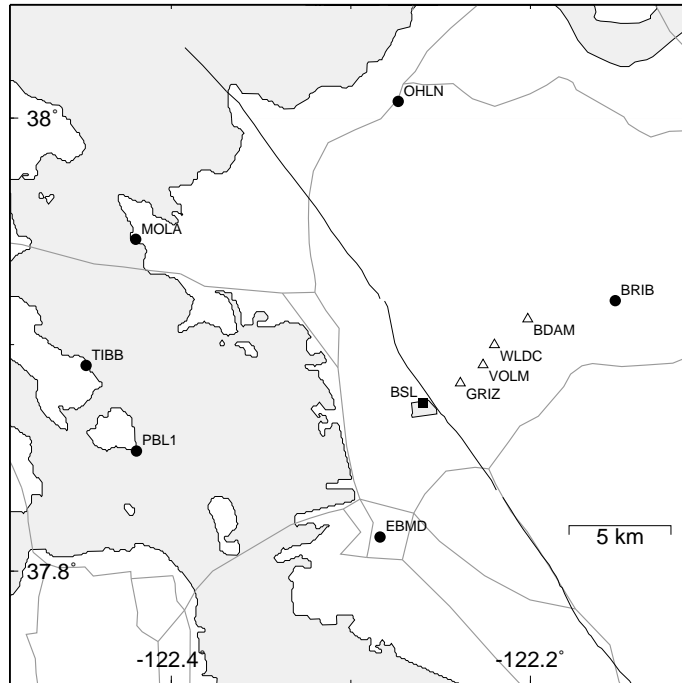 OHLN
38°
MOLA
BRIB
BDAM
WLDC
TIBB
VOLM
GRIZ
BSL
PBL1
EBMD
5 km
37.8°
-122.4°
-122.2°